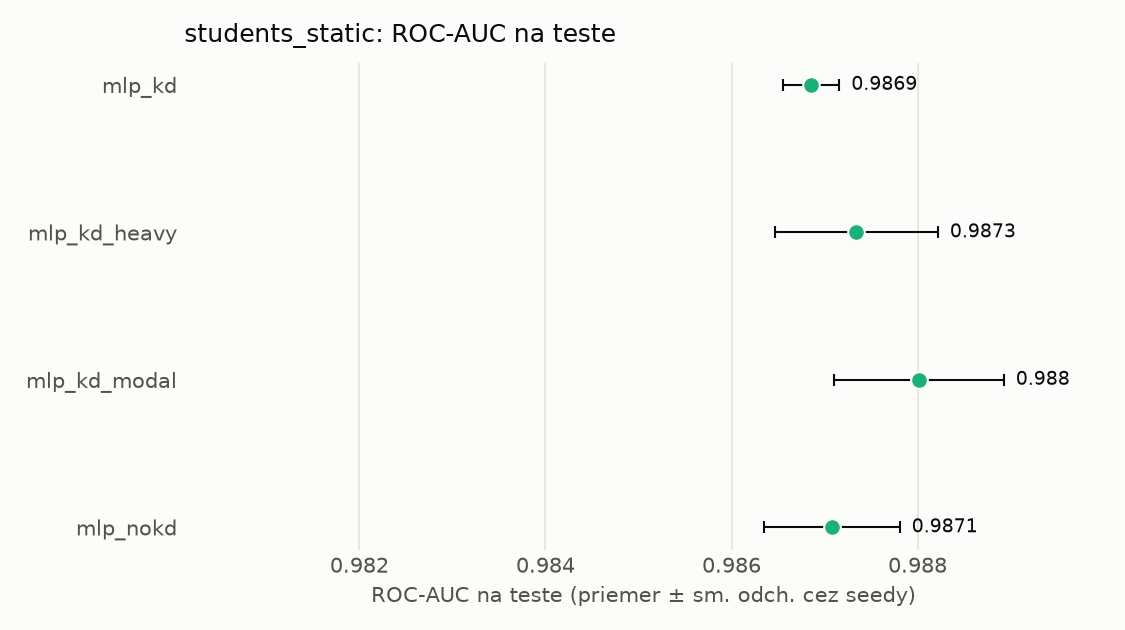 students_static: ROC-AUC na teste
mlp_kd
0.9869
mlp_kd_heavy
0.9873
mlp_kd_modal
0.988
mlp_nokd
0.9871
0.982
0.984
0.986
0.988
ROC-AUC na teste (priemer ± sm. odch. cez seedy)